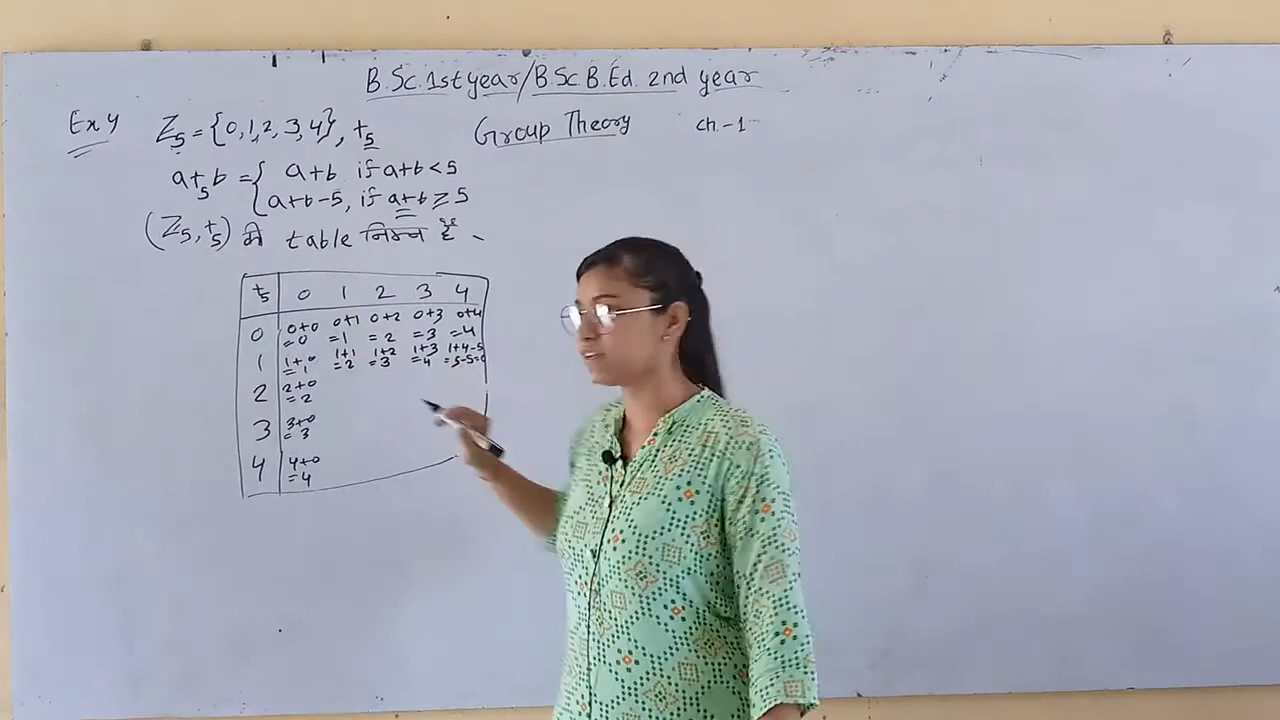 B.Sc. 1st year/B.Sc. B.Ed. 2nd year
Ex 4 Z₅ = {0, 1, 2, 3, 4}, +₅ Group Theory ch.-1
a +₅ b = { a+b if a+b < 5
a+b-5, if a+b ≥ 5
(Z₅, +₅) की table निम्न है -
+₅ 0 1 2 3 4
0 0+0 =0 0+1 =1 0+2 =2 0+3 =3 0+4 =4
1 1+0 =1 1+1 =2 1+2 =3 1+3 =4 1+4-5 =5-5=0
2 2+0 =2
3 3+0 =3
4 4+0 =4